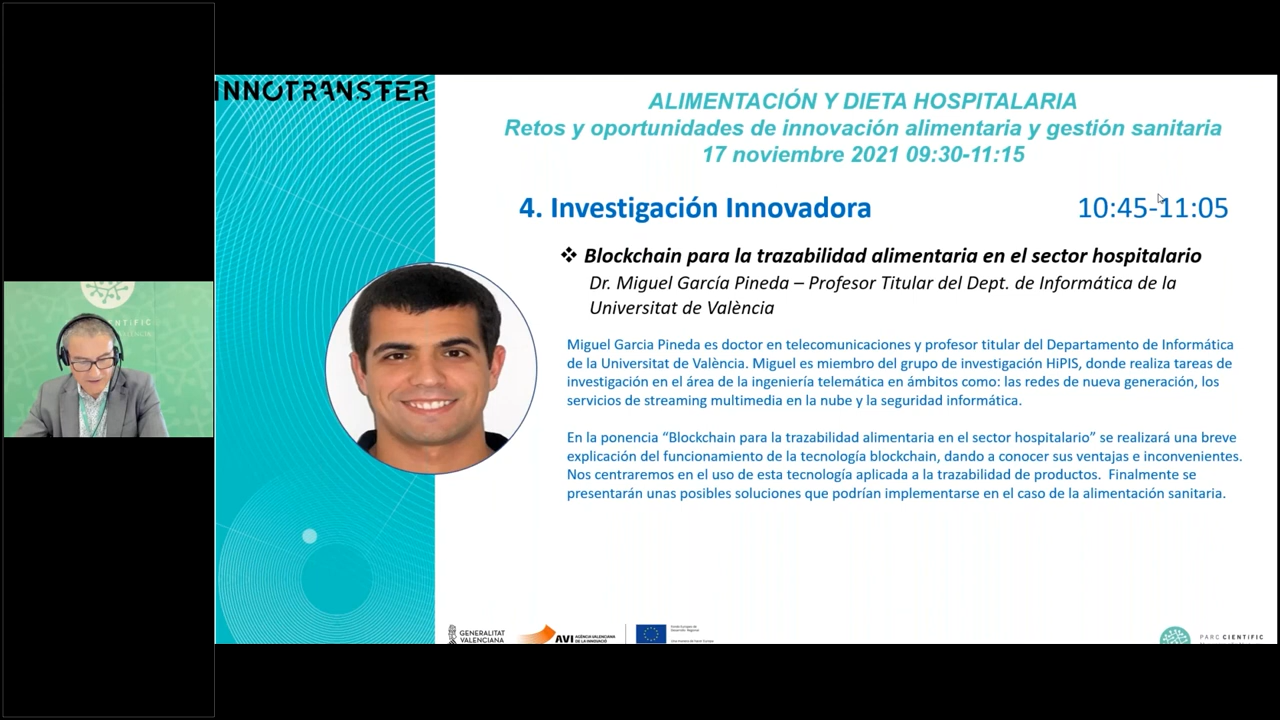 INNOTRANSFER
ALIMENTACIÓN Y DIETA HOSPITALARIA
Retos y oportunidades de innovación alimentaria y gestión sanitaria
17 noviembre 2021 09:30-11:15
4. Investigación Innovadora 10:45-11:05
❖ Blockchain para la trazabilidad alimentaria en el sector hospitalario
Dr. Miguel García Pineda – Profesor Titular del Dept. de Informática de la
Universitat de València
Miguel Garcia Pineda es doctor en telecomunicaciones y profesor titular del Departamento de Informática
de la Universitat de València. Miguel es miembro del grupo de investigación HiPIS, donde realiza tareas de
investigación en el área de la ingeniería telemática en ámbitos como: las redes de nueva generación, los
servicios de streaming multimedia en la nube y la seguridad informática.
En la ponencia “Blockchain para la trazabilidad alimentaria en el sector hospitalario” se realizará una breve
explicación del funcionamiento de la tecnología blockchain, dando a conocer sus ventajas e inconvenientes.
Nos centraremos en el uso de esta tecnología aplicada a la trazabilidad de productos. Finalmente se
presentarán unas posibles soluciones que podrían implementarse en el caso de la alimentación sanitaria.
GENERALITAT
VALENCIANA
AVI AGÈNCIA VALENCIANA
DE LA INNOVACIÓ
PARC CIENTÍFIC